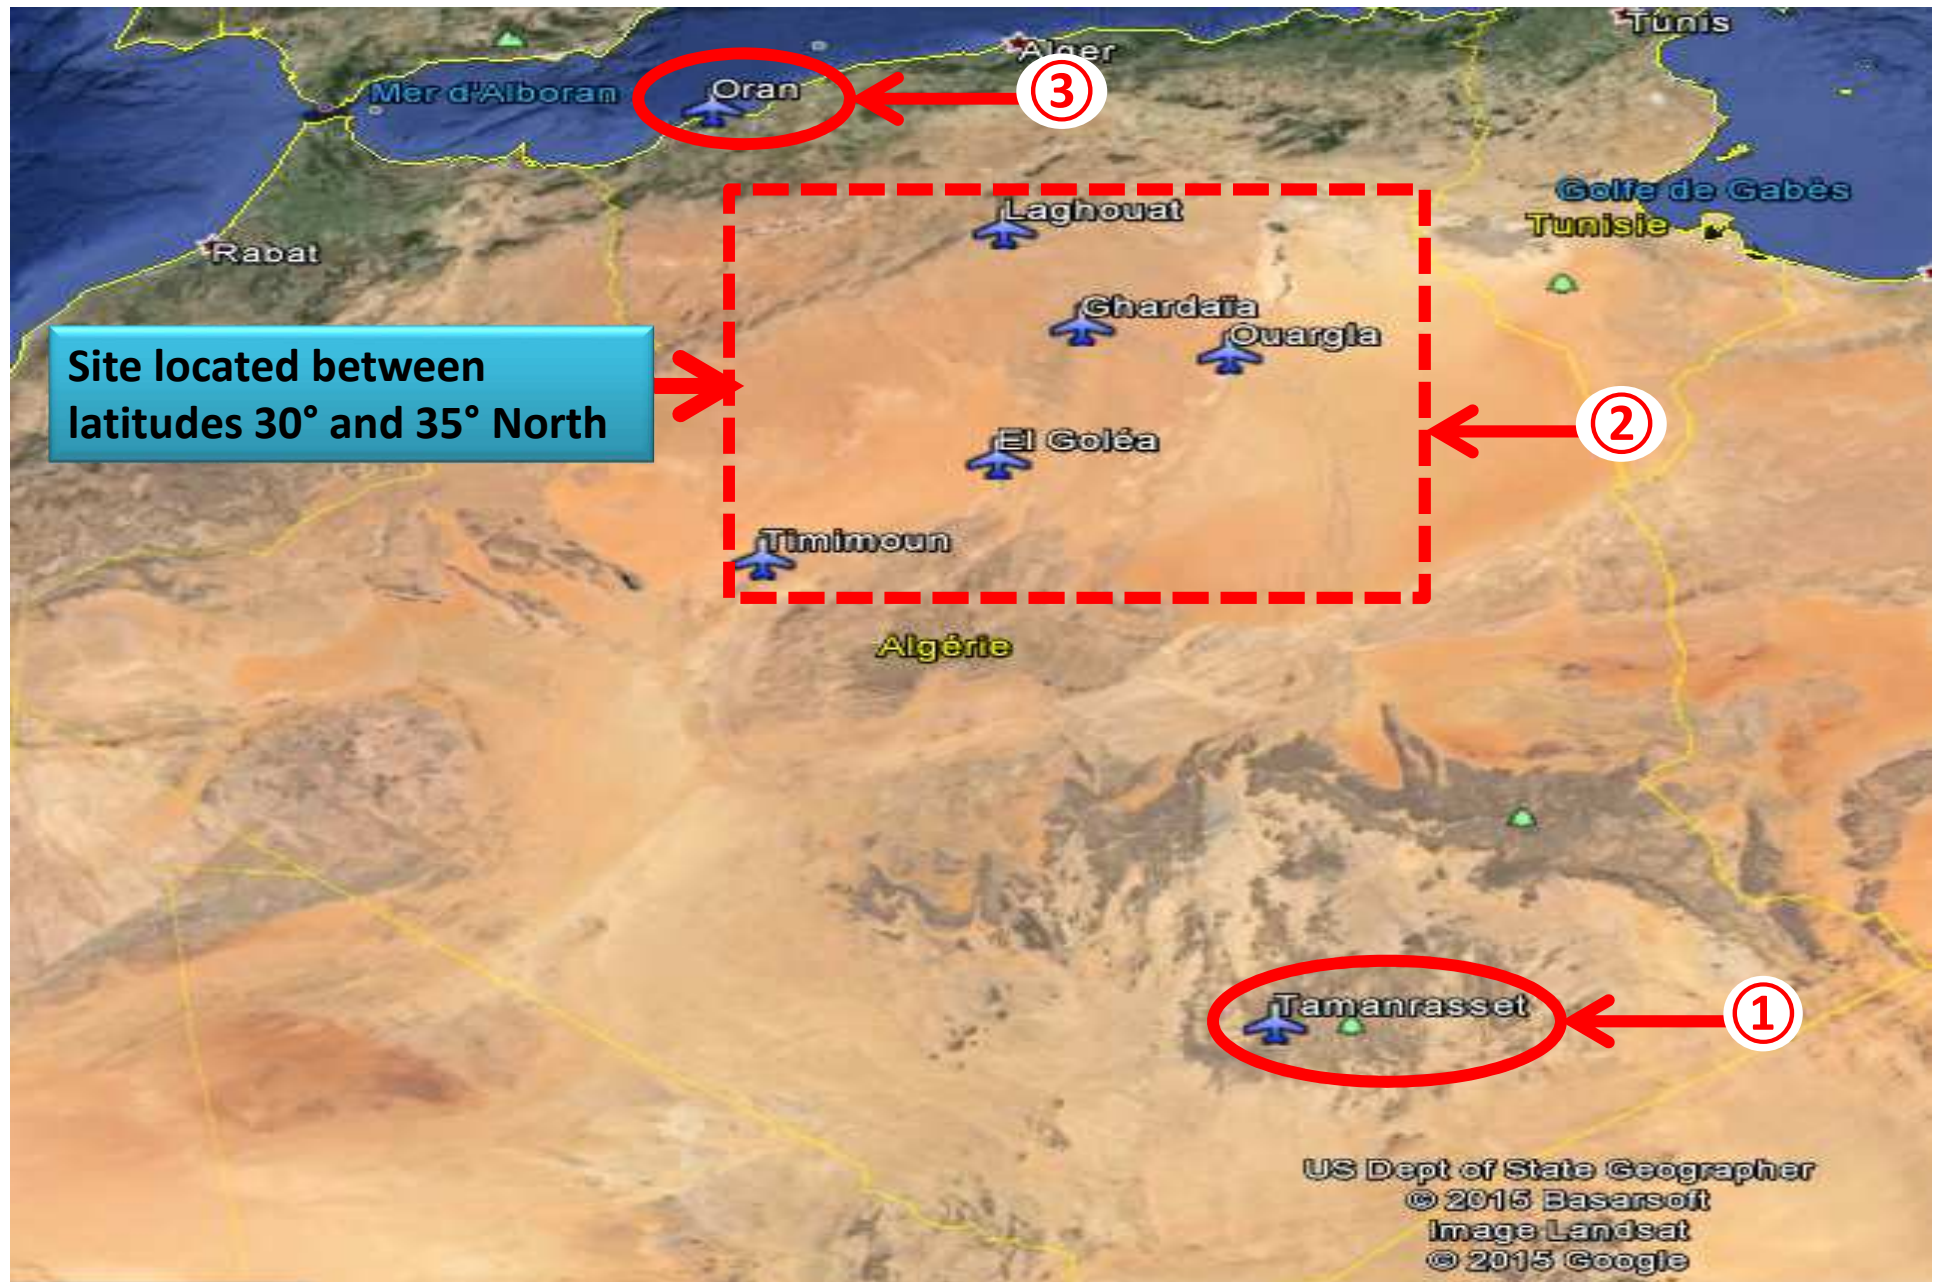 Tunis
Alger
Oran
Mer d'Alboran
③
Golfe de Gabès
Laghouat
Tunisie
Rabat
Ghardaïa
Ouargla
Site located between
latitudes 30° and 35° North
②
El Goléa
Timimoun
Algérie
Tamanrasset
①
US Dept of State Geographer
© 2015 Basarsoft
Image Landsat
© 2015 Google